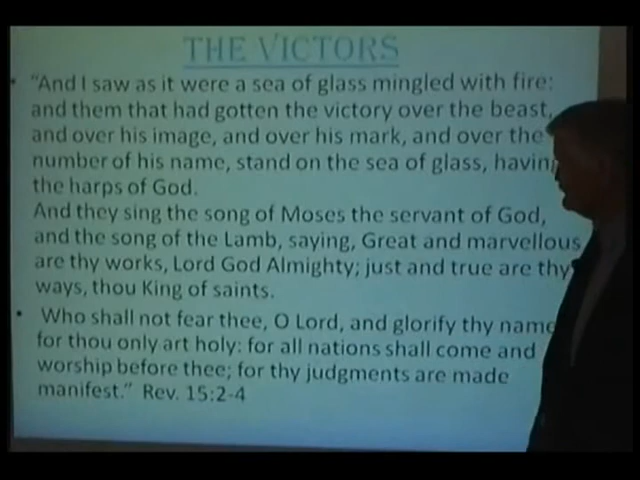 THE VICTORS
• “And I saw as it were a sea of glass mingled with fire:
and them that had gotten the victory over the beast,
and over his image, and over his mark, and over the
number of his name, stand on the sea of glass, having
the harps of God.
And they sing the song of Moses the servant of God,
and the song of the Lamb, saying, Great and marvellous
are thy works, Lord God Almighty; just and true are thy
ways, thou King of saints.
• Who shall not fear thee, O Lord, and glorify thy name
for thou only art holy: for all nations shall come and
worship before thee; for thy judgments are made
manifest.” Rev. 15:2-4